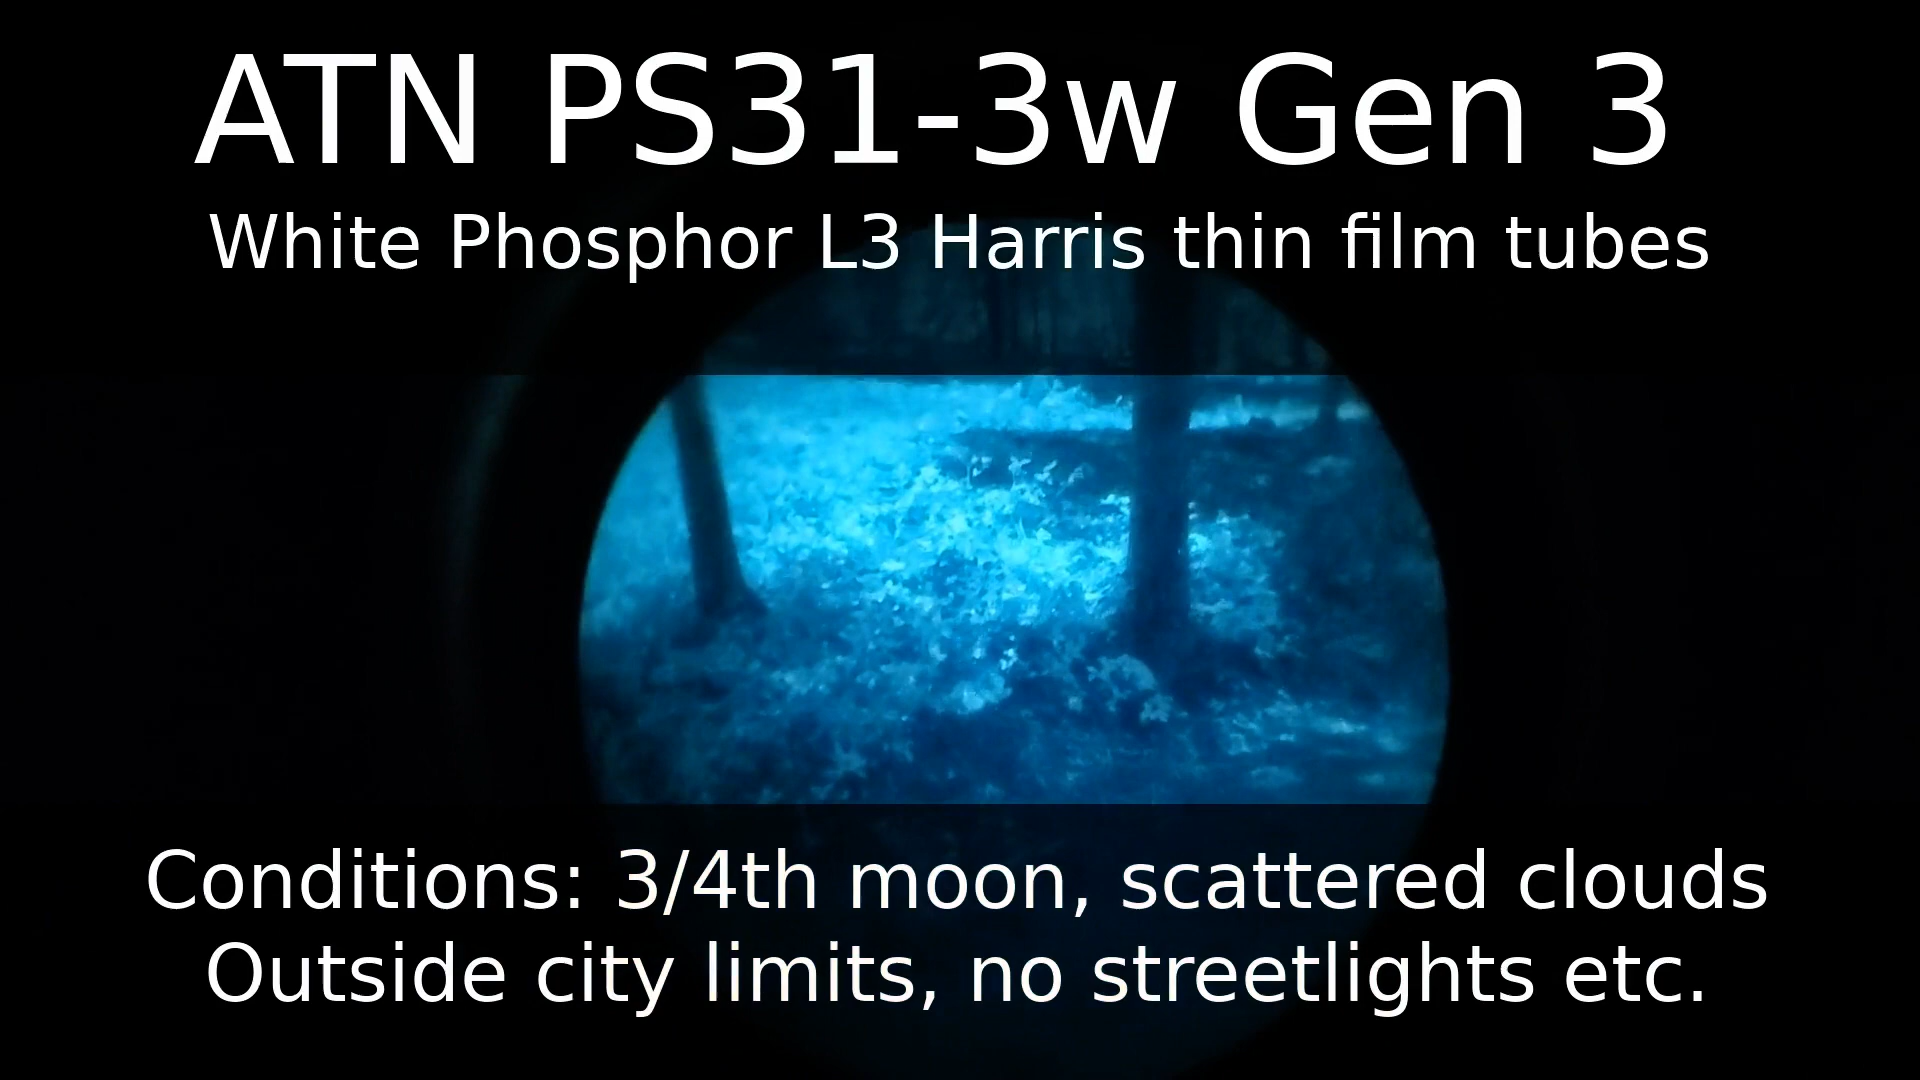 ATN PS31-3w Gen 3
White Phosphor L3 Harris thin film tubes
Conditions: 3/4th moon, scattered clouds
Outside city limits, no streetlights etc.